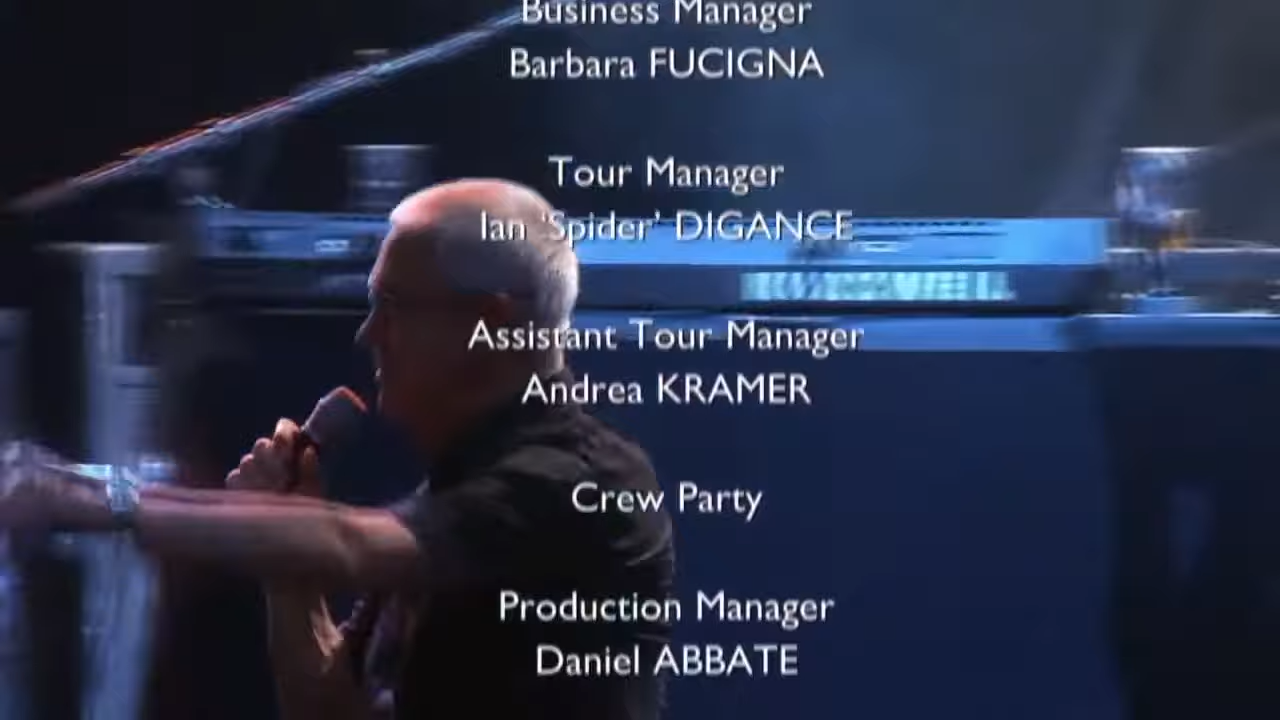 Business Manager
Barbara FUCIGNA
Tour Manager
Ian 'Spider' DIGANCE
Assistant Tour Manager
Andrea KRAMER
Crew Party
Production Manager
Daniel ABBATE